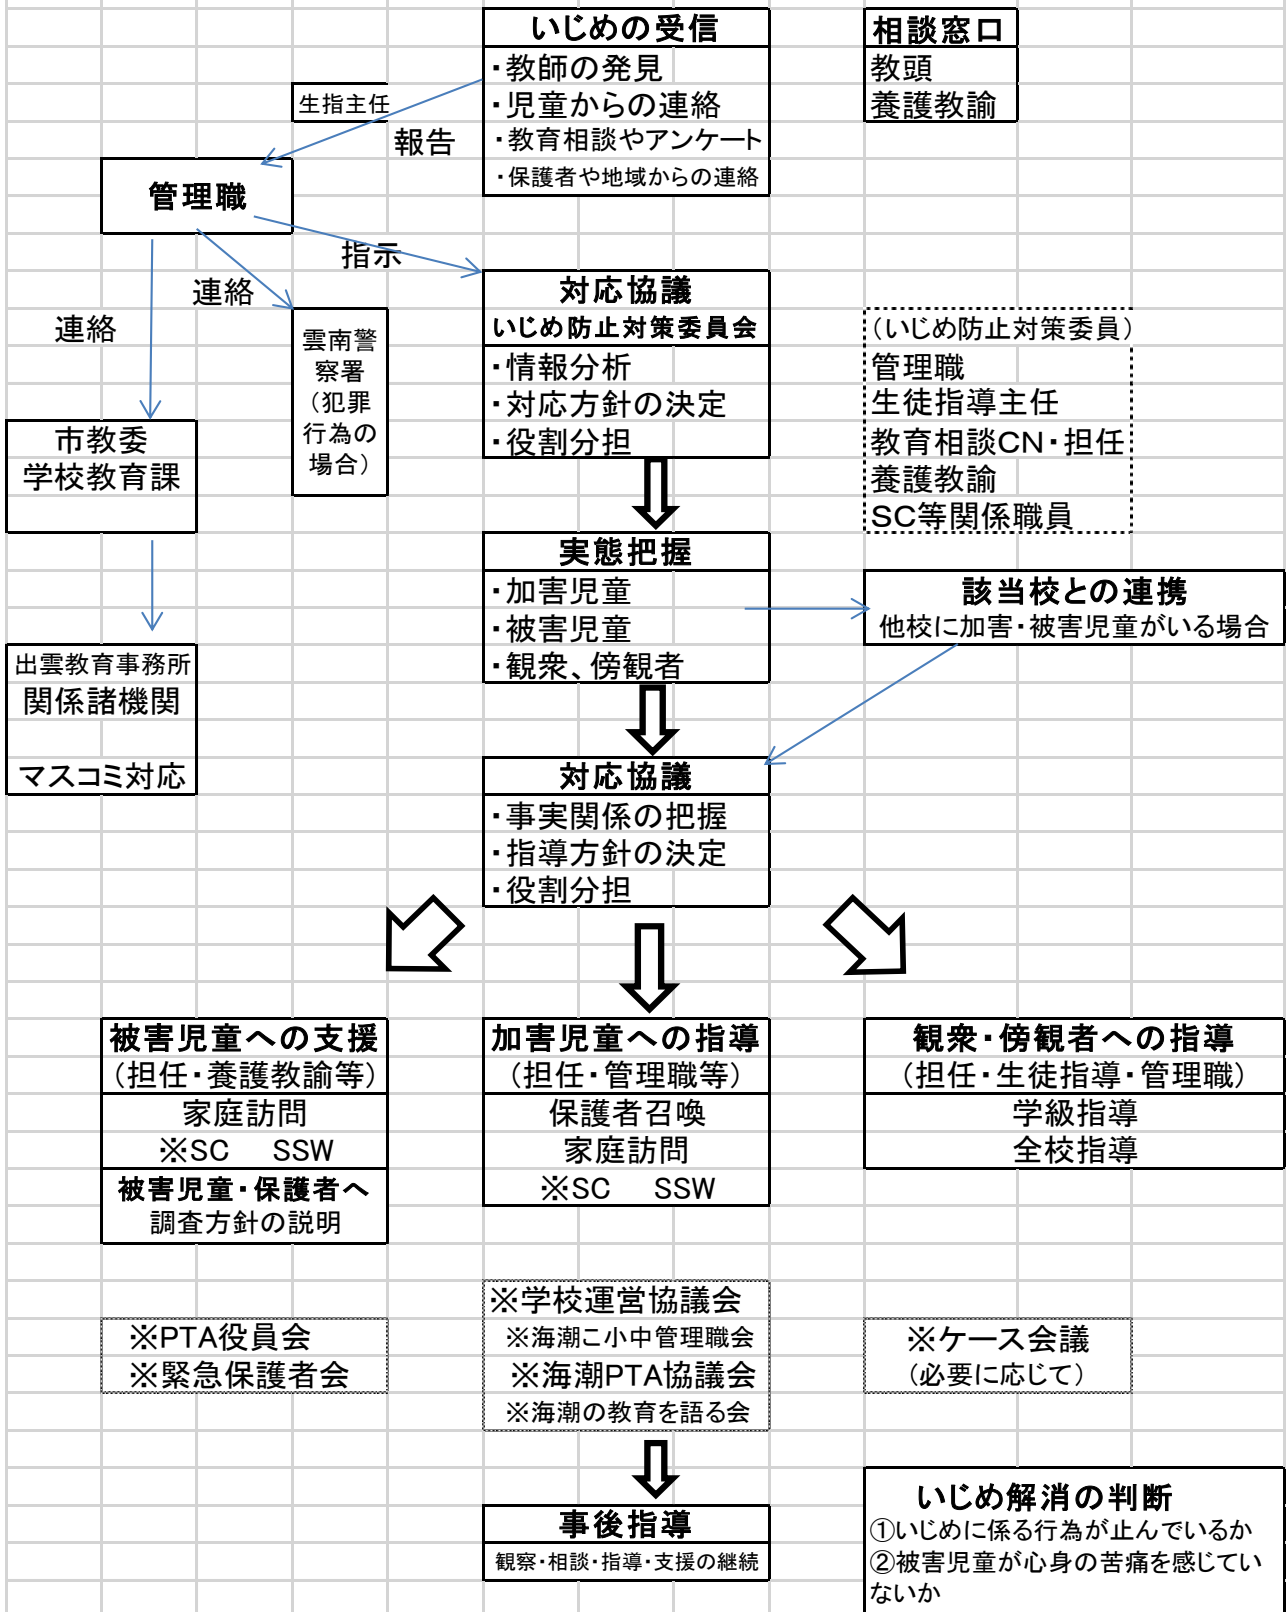 いじめの受信
・教師の発見
・児童からの連絡
・教育相談やアンケート
・保護者や地域からの連絡
相談窓口
教頭
養護教諭
生指主任
報告
管理職
指示
連絡
連絡
対応協議
いじめ防止対策委員会
・情報分析
・対応方針の決定
・役割分担
雲南警
察署
（犯罪
行為の
場合）
（いじめ防止対策委員）
管理職
生徒指導主任
教育相談CN・担任
養護教諭
SC等関係職員
市教委
学校教育課
実態把握
・加害児童
・被害児童
・観衆、傍観者
該当校との連携
他校に加害・被害児童がいる場合
出雲教育事務所
関係諸機関
マスコミ対応
対応協議
・事実関係の把握
・指導方針の決定
・役割分担
被害児童への支援
（担任・養護教諭等）
家庭訪問
※SC　SSW
被害児童・保護者へ
調査方針の説明
加害児童への指導
（担任・管理職等）
保護者召喚
家庭訪問
※SC　SSW
観衆・傍観者への指導
（担任・生徒指導・管理職）
学級指導
全校指導
※PTA役員会
※緊急保護者会
※学校運営協議会
※海潮こ小中管理職会
※海潮PTA協議会
※海潮の教育を語る会
※ケース会議
（必要に応じて）
事後指導
観察・相談・指導・支援の継続
いじめ解消の判断
①いじめに係る行為が止んでいるか
②被害児童が心身の苦痛を感じてい
ないか